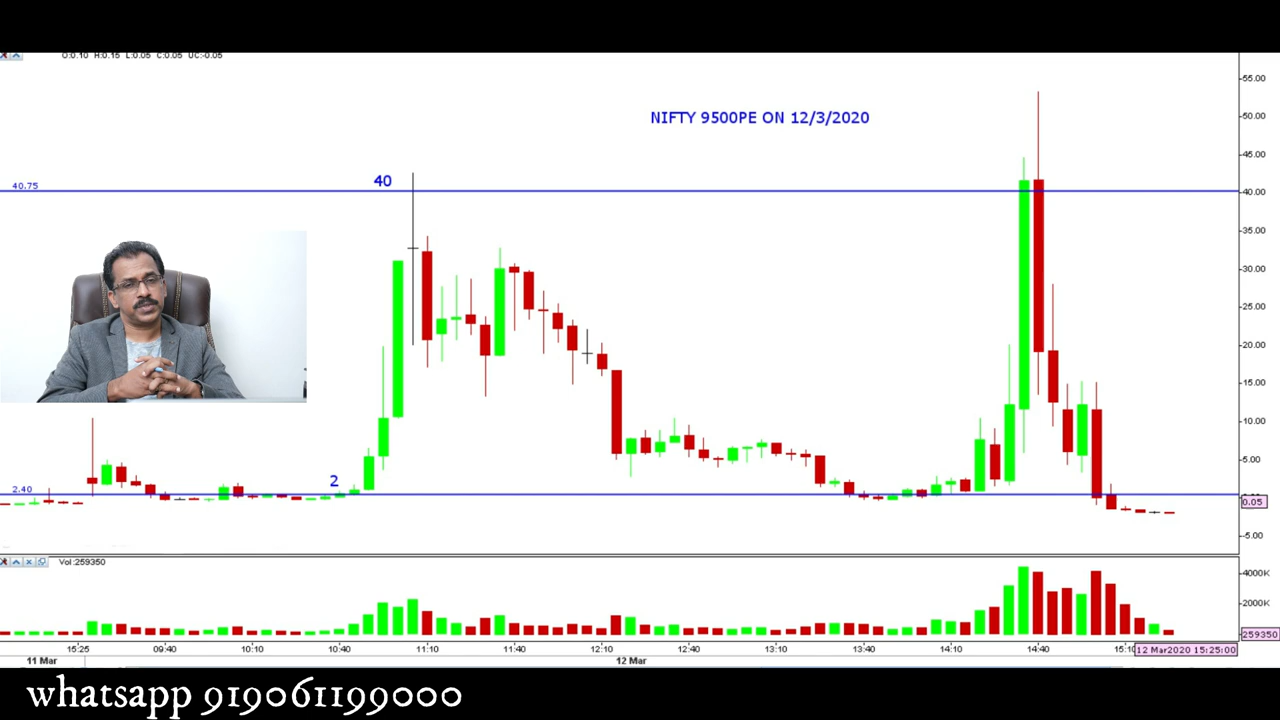 O:0.10 H:0.15 L:0.05 C:0.05 UC:-0.05
NIFTY 9500PE ON 12/3/2020
55.00
50.00
45.00
40
40.75
40.00
35.00
30.00
25.00
20.00
15.00
10.00
5.00
2
2.40
0.05
-5.00
Vol:259350
4000K
2000K
259350
15:25 09:40 10:10 10:40 11:10 11:40 12:10 12:40 13:10 13:40 14:10 14:40 15:10 12 Mar2020 15:25:00
11 Mar 12 Mar
whatsapp 919061199000